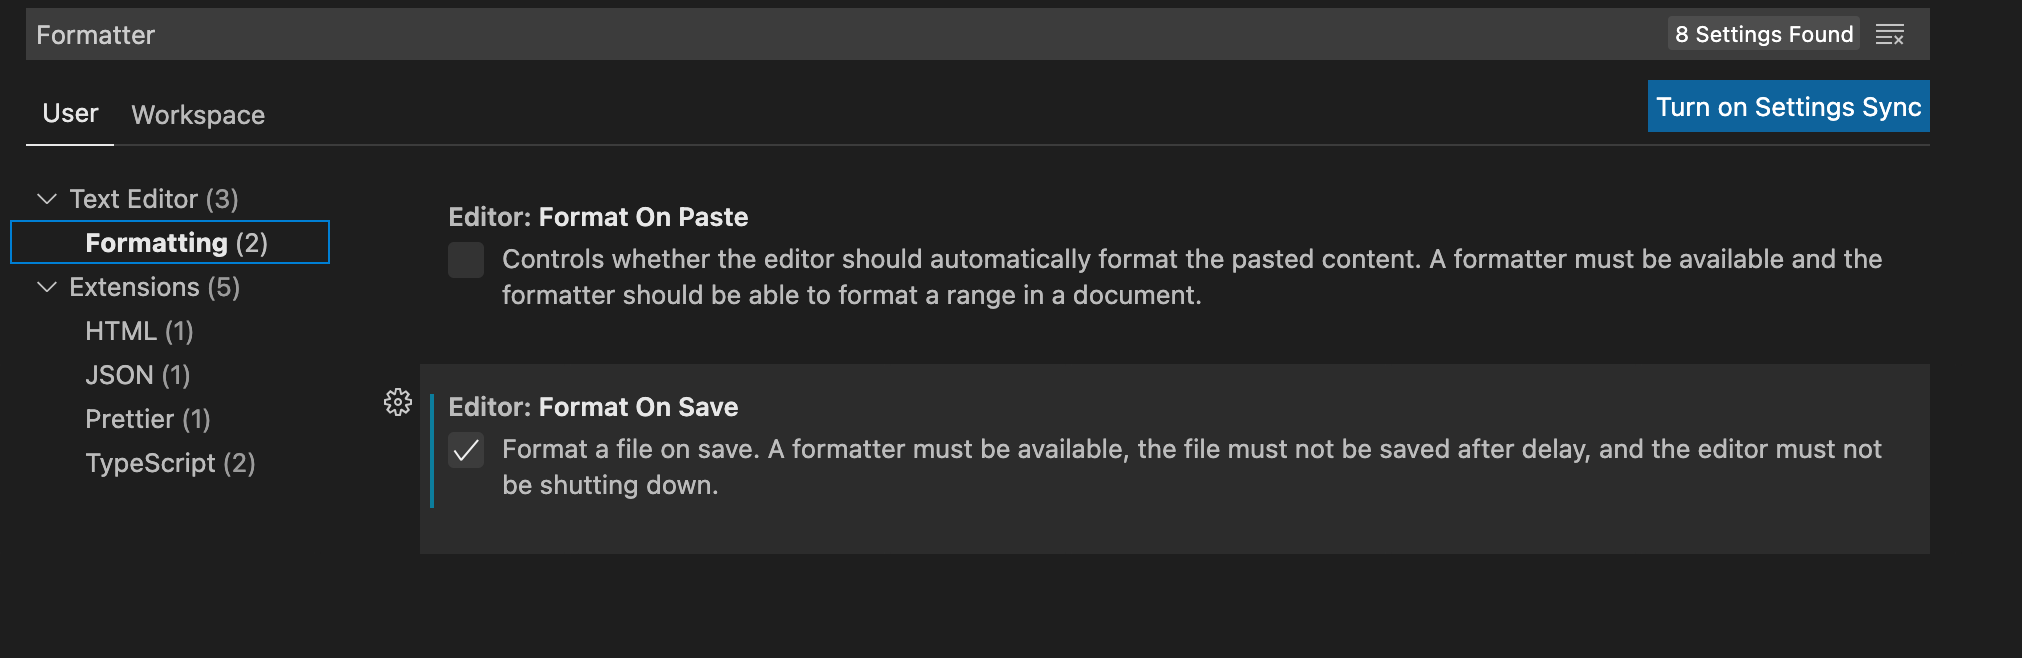 Formatter
8 Settings Found
User
Workspace
Turn on Settings Sync
Text Editor (3)
Formatting (2)
Extensions (5)
HTML (1)
JSON (1)
Prettier (1)
TypeScript (2)
Editor: Format On Paste
Controls whether the editor should automatically format the pasted content. A formatter must be available and the
formatter should be able to format a range in a document.
Editor: Format On Save
Format a file on save. A formatter must be available, the file must not be saved after delay, and the editor must not
be shutting down.